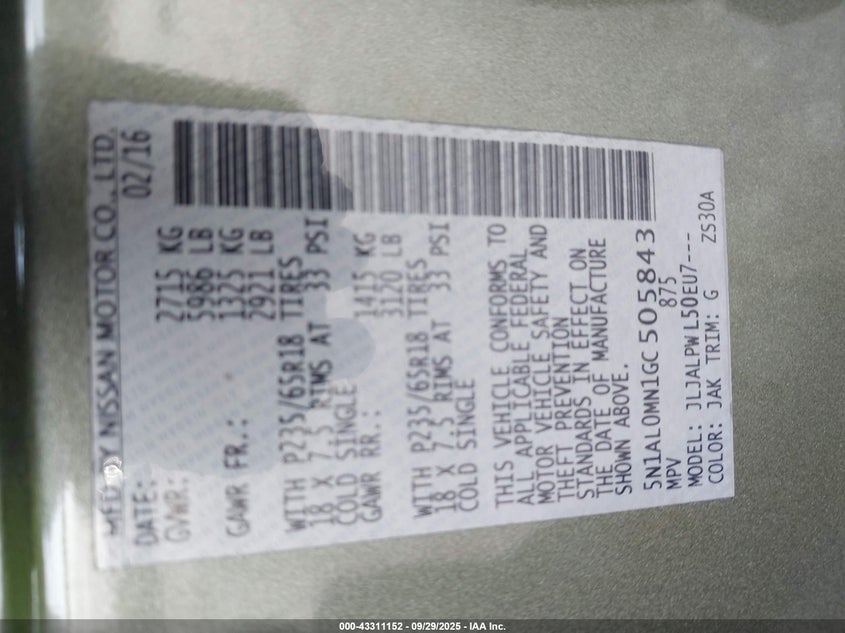 MFD BY NISSAN MOTOR CO., LTD.
DATE: 02/16
GVWR: 2715 KG
5986 LB
GAWR FR.: 1325 KG
2921 LB
WITH P235/65R18 TIRES
18 X 7.5 RIMS AT 33 PSI
COLD SINGLE
GAWR RR.: 1415 KG
3120 LB
WITH P235/65R18 TIRES
18 X 7.5 RIMS AT 33 PSI
COLD SINGLE
THIS VEHICLE CONFORMS TO
ALL APPLICABLE FEDERAL
MOTOR VEHICLE SAFETY AND
THEFT PREVENTION
STANDARDS IN EFFECT ON
THE DATE OF MANUFACTURE
SHOWN ABOVE.
5N1AL0MN1GC505843
MPV 875
MODEL: JLJALPWL50EU7---
COLOR: JAK TRIM: G ZS30A
000-43311152 - 09/29/2025 - IAA Inc.